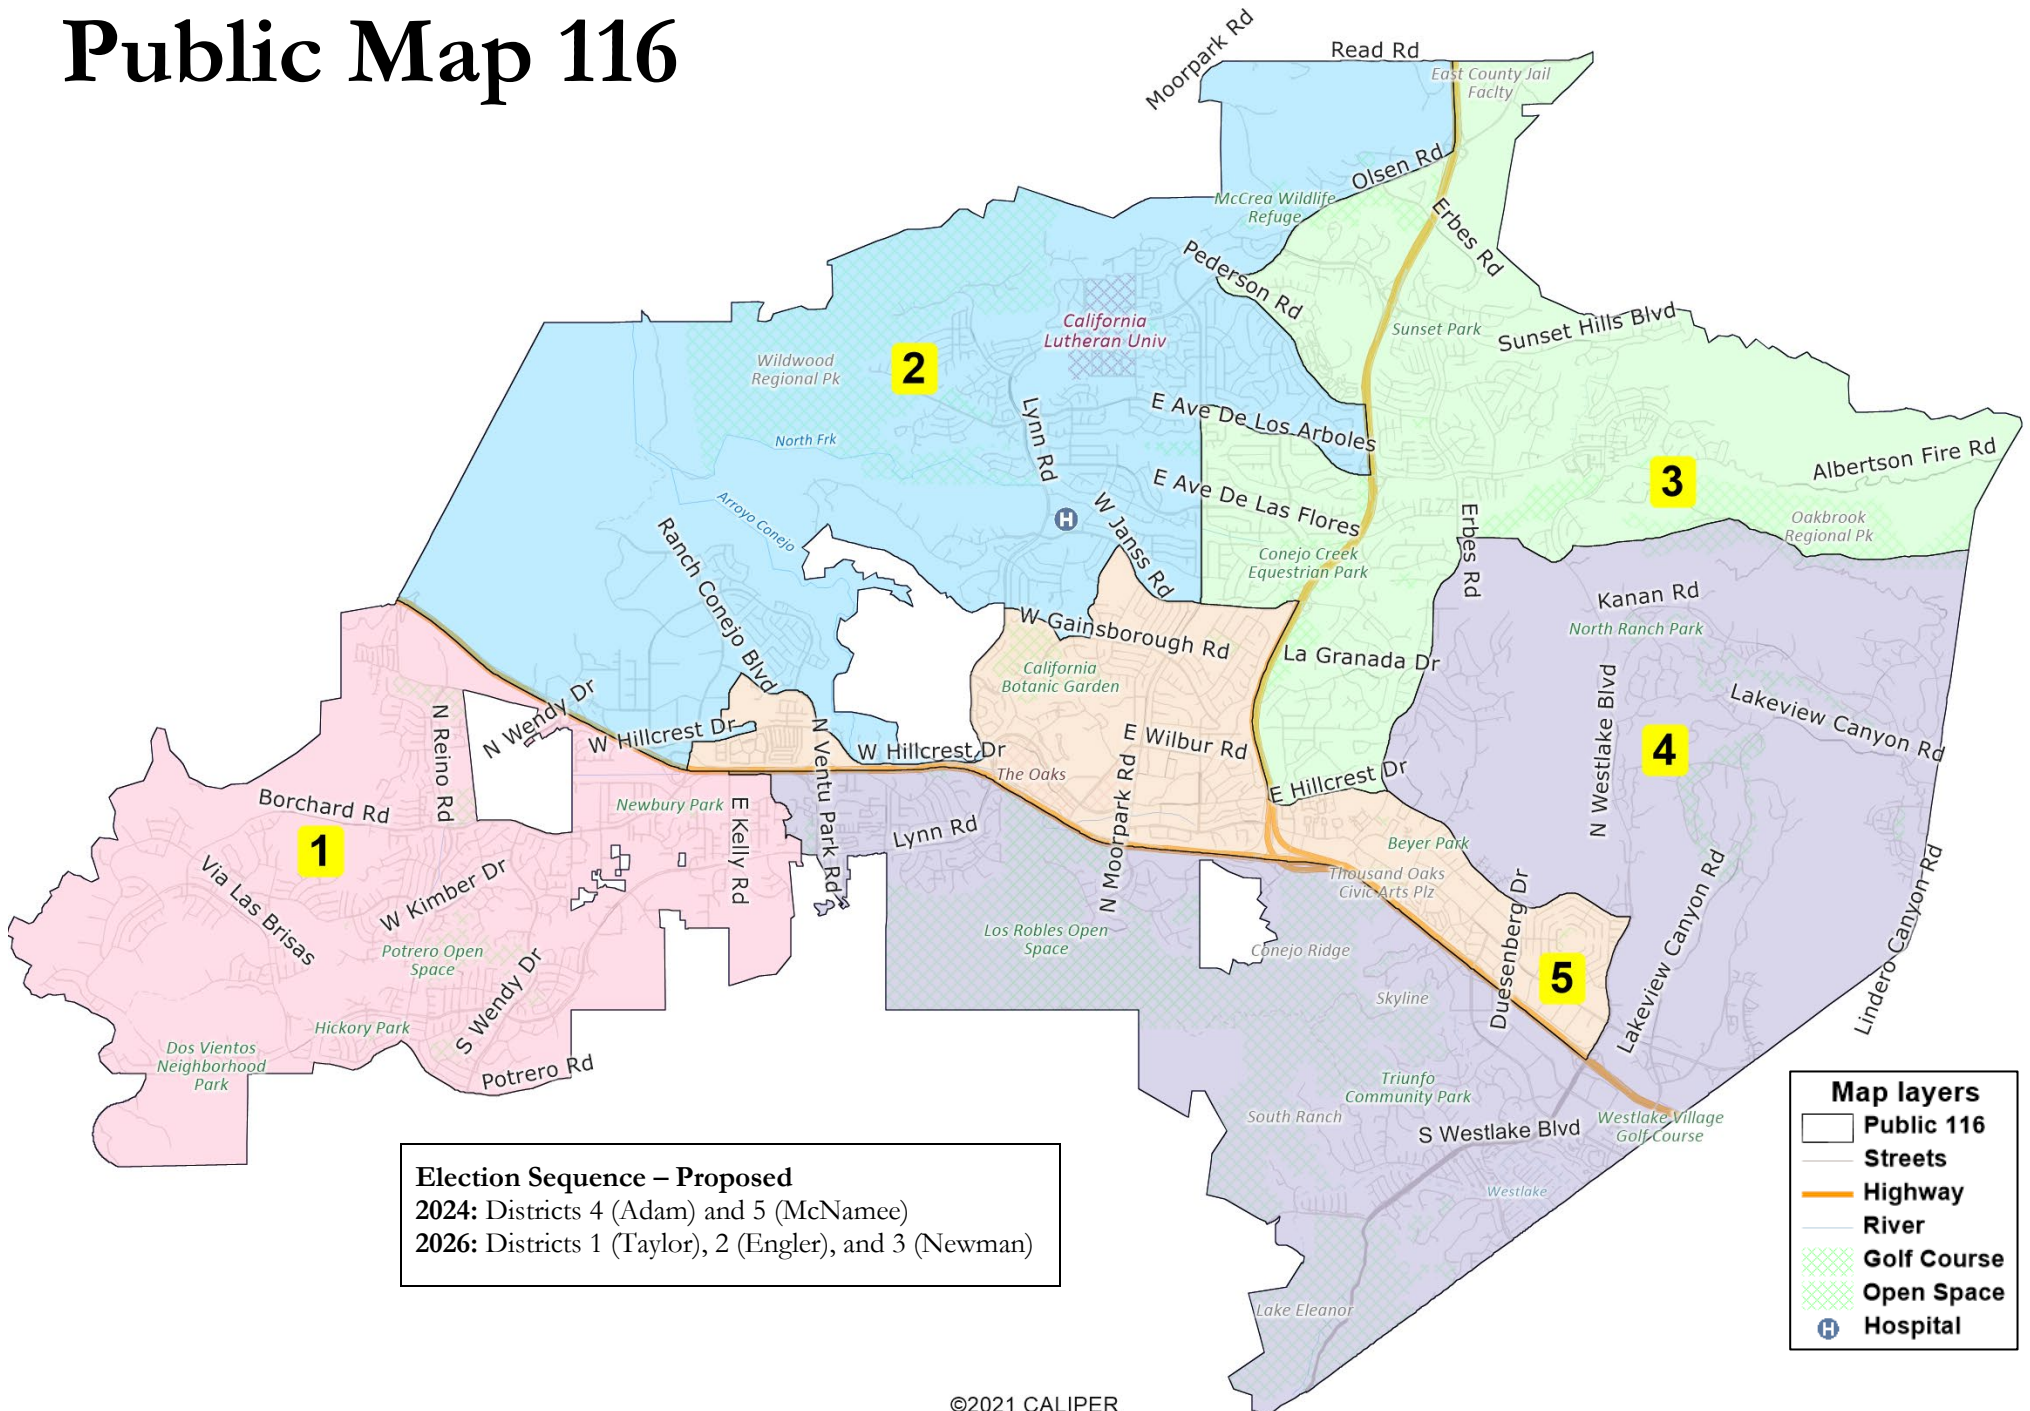 Public Map 116
Moorpark Rd
Read Rd
East County Jail
Faclty
Olsen Rd
McCrea Wildlife
Refuge
Erbes Rd
Pederson Rd
Sunset Park
Sunset Hills Blvd
California
Lutheran Univ
Wildwood
Regional Pk
2
Lynn Rd
E Ave De Los Arboles
North Frk
Albertson Fire Rd
3
E Ave De Las Flores
Arroyo Conejo
H
W Janss Rd
Erbes Rd
Oakbrook
Regional Pk
Ranch Conejo Blvd
Conejo Creek
Equestrian Park
Kanan Rd
North Ranch Park
W Gainsborough Rd
La Granada Dr
California
Botanic Garden
N Westlake Blvd
Lakeview Canyon Rd
N Wendy Dr
N Reino Rd
W Hillcrest Dr
N Ventu Park Rd
W Hillcrest Dr
E Wilbur Rd
4
The Oaks
N Moorpark Rd
E Hillcrest Dr
Borchard Rd
Newbury Park
E Kelly Rd
Lynn Rd
Beyer Park
1
Via Las Brisas
W Kimber Dr
Thousand Oaks
Civic Arts Plz
Duesenberg Dr
Lakeview Canyon Rd
Lindero Canyon Rd
Los Robles Open
Space
Conejo Ridge
Potrero Open
Space
5
S Wendy Dr
Skyline
Hickory Park
Dos Vientos
Neighborhood
Park
Potrero Rd
Triunfo
Community Park
South Ranch
S Westlake Blvd
Westlake Village
Golf Course
Westlake
Lake Eleanor
Election Sequence – Proposed
2024: Districts 4 (Adam) and 5 (McNamee)
2026: Districts 1 (Taylor), 2 (Engler), and 3 (Newman)
Map layers
Public 116
Streets
Highway
River
Golf Course
Open Space
H Hospital
©2021 CALIPER